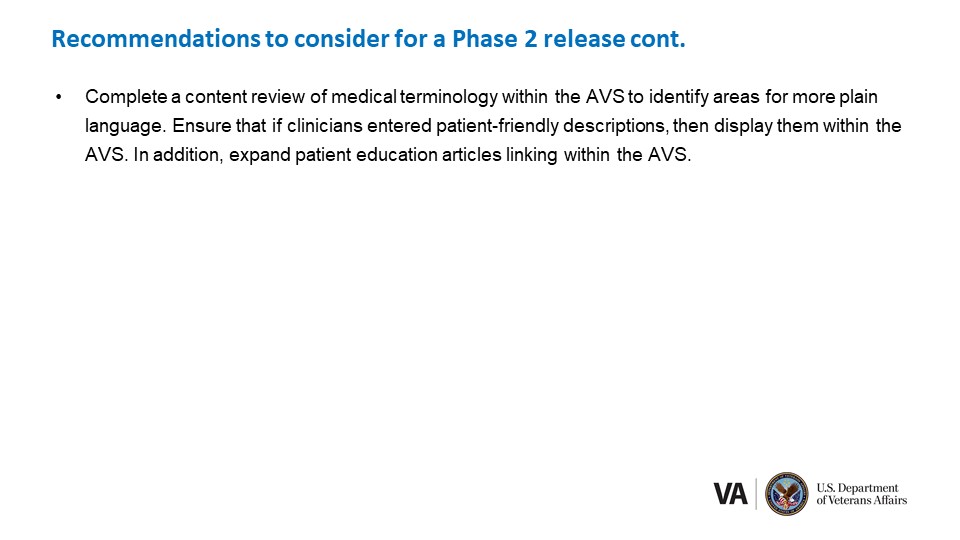 Recommendations to consider for a Phase 2 release cont.
• Complete a content review of medical terminology within the AVS to identify areas for more plain
language. Ensure that if clinicians entered patient-friendly descriptions, then display them within the
AVS. In addition, expand patient education articles linking within the AVS.
VA
U.S. Department
of Veterans Affairs